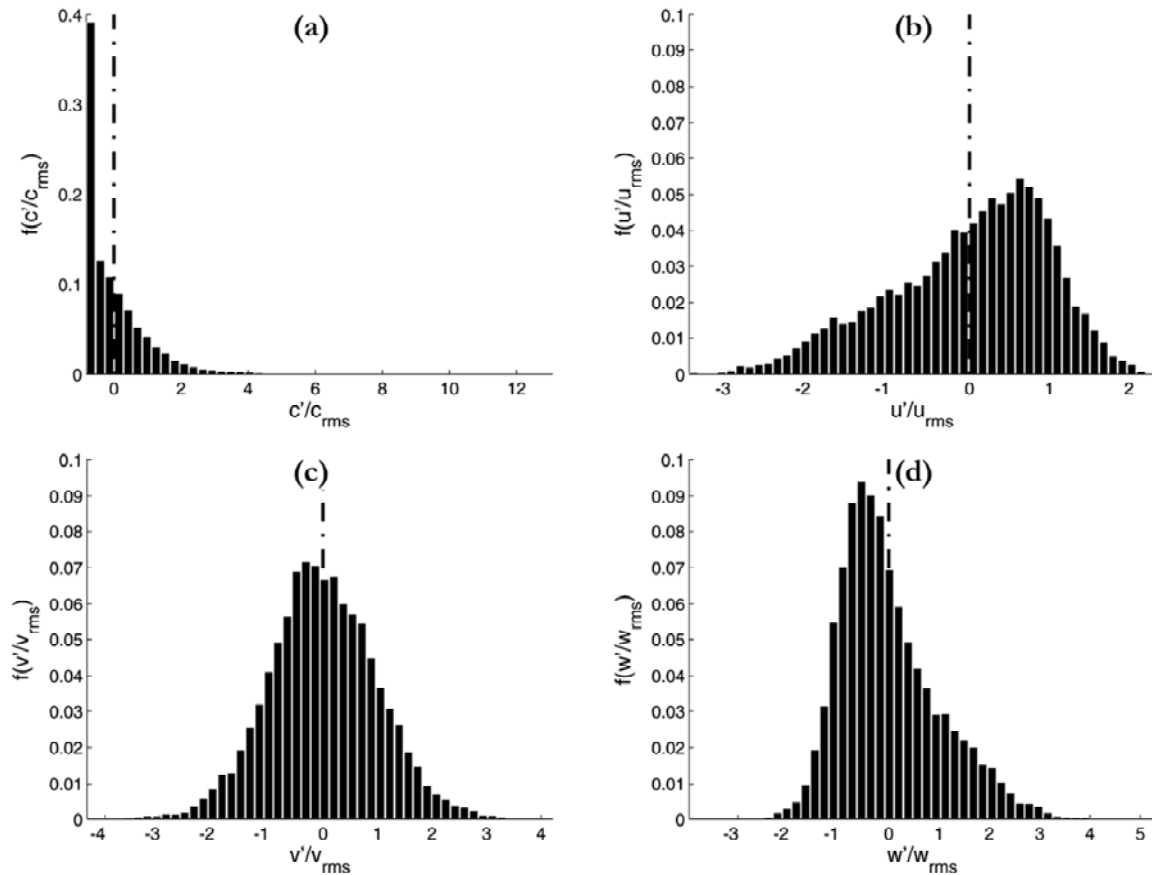 (a)
0.4
0.3
0.2
0.1
0
f(c'/c_rms)
0 2 4 6 8 10 12
c'/c_rms
(b)
0.1
0.09
0.08
0.07
0.06
0.05
0.04
0.03
0.02
0.01
0
f(u'/u_rms)
-3 -2 -1 0 1 2
u'/u_rms
(c)
0.1
0.09
0.08
0.07
0.06
0.05
0.04
0.03
0.02
0.01
0
f(v'/v_rms)
-4 -3 -2 -1 0 1 2 3 4
v'/v_rms
(d)
0.1
0.09
0.08
0.07
0.06
0.05
0.04
0.03
0.02
0.01
0
f(w'/w_rms)
-3 -2 -1 0 1 2 3 4 5
w'/w_rms